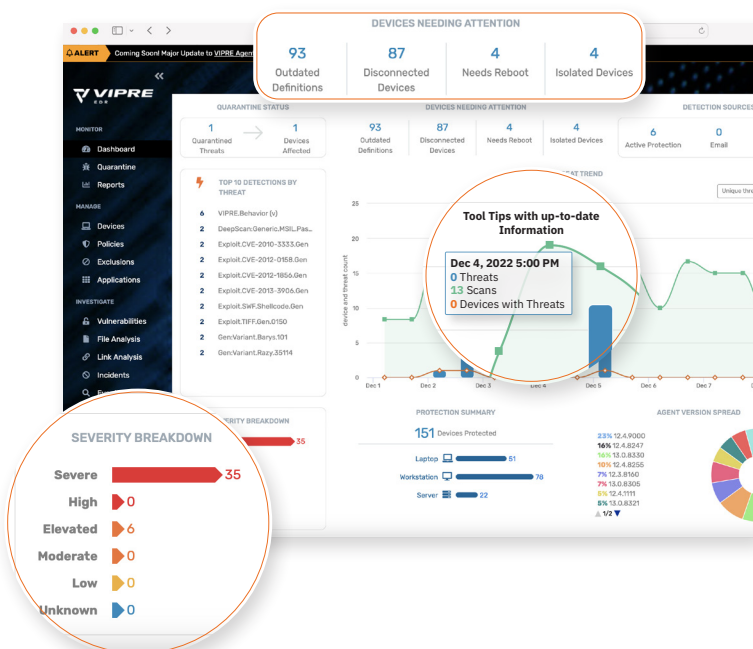 DEVICES NEEDING ATTENTION
93
Outdated
Definitions
87
Disconnected
Devices
4
Needs Reboot
4
Isolated Devices
ALERT
Coming Soon! Major Update to VIPRE Agen
VIPRE
EDR
MONITOR
Dashboard
Quarantine
Reports
MANAGE
Devices
Policies
Exclusions
Applications
INVESTIGATE
Vulnerabilities
File Analysis
Link Analysis
Incidents
QUARANTINE STATUS
1
Quarantined
Threats
1
Devices
Affected
DEVICES NEEDING ATTENTION
93
Outdated
Definitions
87
Disconnected
Devices
4
Needs Reboot
4
Isolated Devices
DETECTION SOURCES
6
Active Protection
0
Email
TOP 10 DETECTIONS BY
THREAT
6 VIPRE.Behavior (v)
2 DeepScan:Generic.MSIL.Pas...
2 Exploit.CVE-2010-3333.Gen
2 Exploit.CVE-2012-0158.Gen
2 Exploit.CVE-2012-1856.Gen
2 Exploit.CVE-2013-3906.Gen
2 Exploit.SWF.Shellcode.Gen
2 Exploit.TIFF.Gen.0150
2 Gen:Variant.Barys.101
2 Gen:Variant.Razy.35114
EAT TREND
Unique thre
device and threat count
25
20
15
10
5
0
Tool Tips with up-to-date
Information
Dec 4, 2022 5:00 PM
0 Threats
13 Scans
0 Devices with Threats
Dec 1
Dec 2
Dec 3
Dec 4
Dec 5
Dec 6
Dec 7
VERITY BREAKDOWN
35
PROTECTION SUMMARY
151 Devices Protected
Laptop 51
Workstation 78
Server 22
AGENT VERSION SPREAD
23% 12.4.9000
16% 12.4.8247
16% 13.0.8330
10% 12.4.8255
7% 12.3.8160
7% 13.0.8305
5% 12.4.1111
5% 13.0.8321
1/2
SEVERITY BREAKDOWN
Severe 35
High 0
Elevated 6
Moderate 0
Low 0
Unknown 0